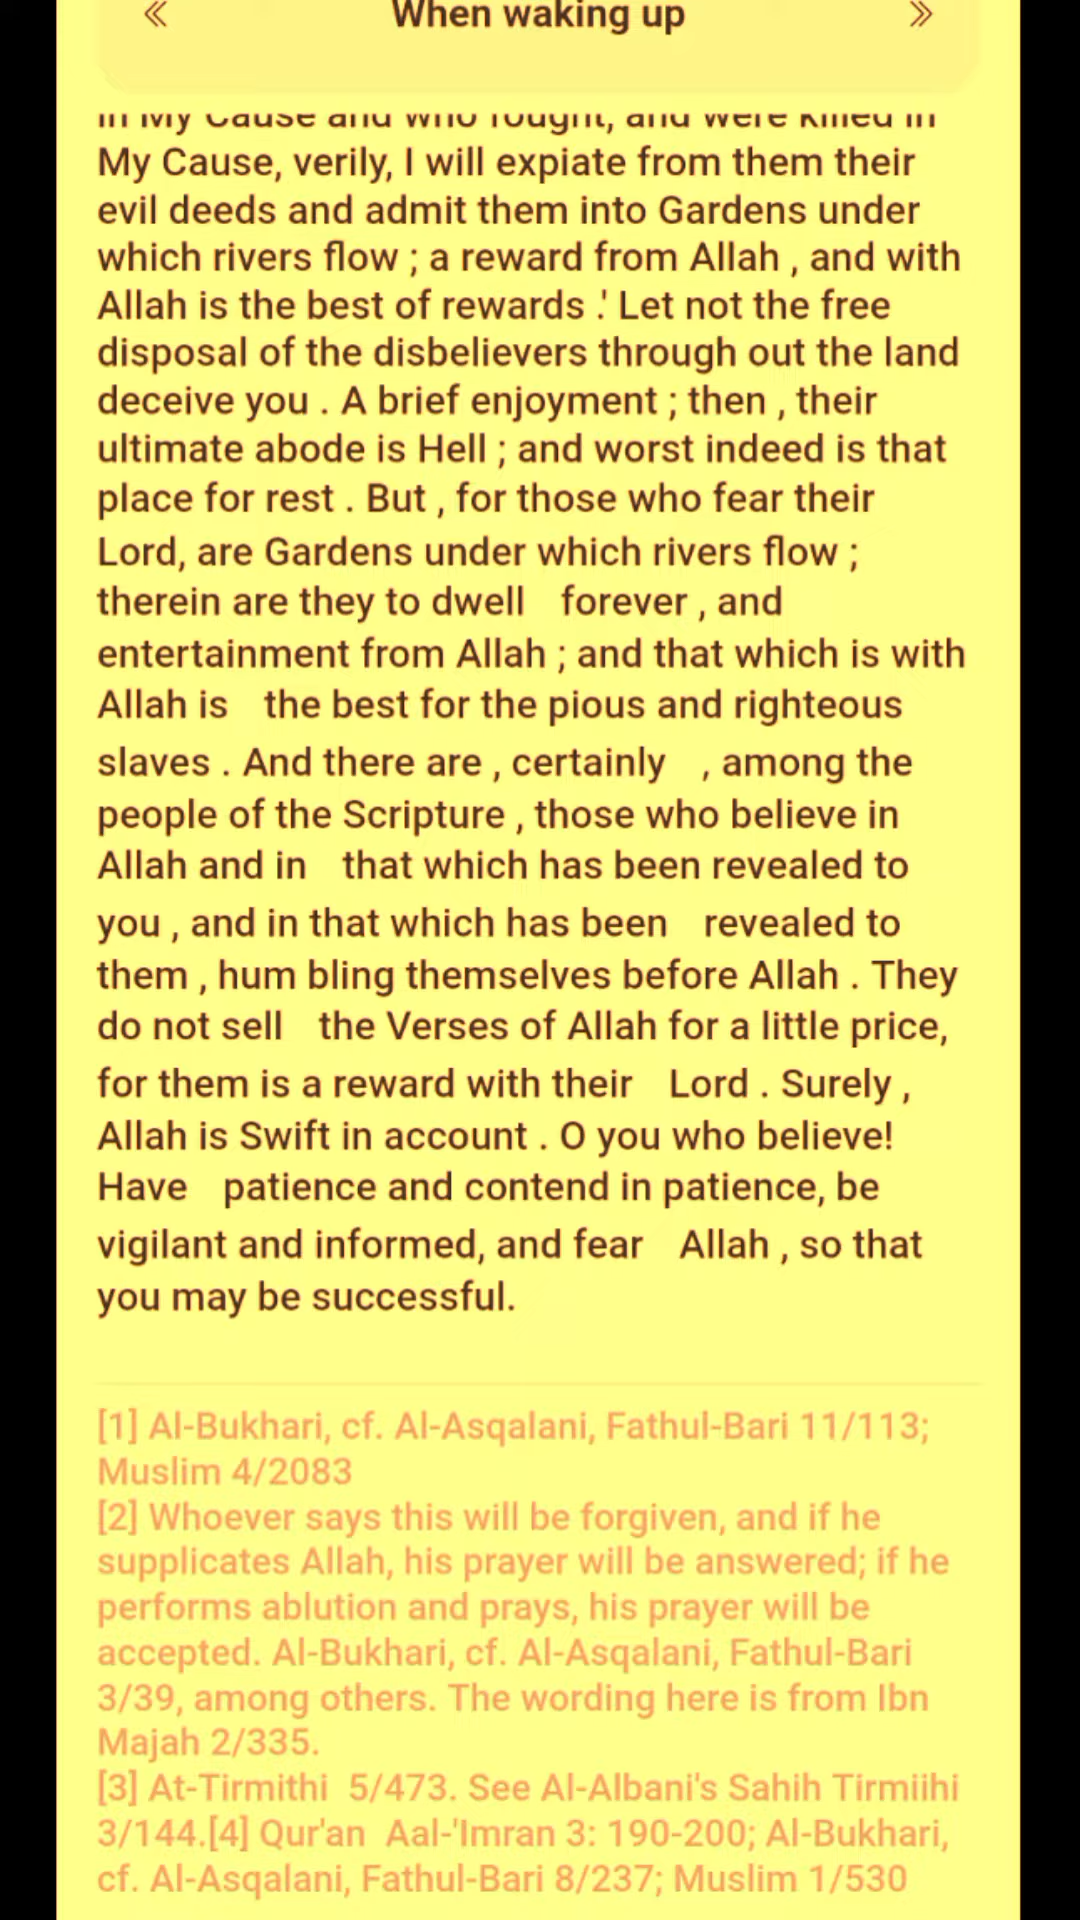 « When waking up »
in My Cause and who fought, and were killed in
My Cause, verily, I will expiate from them their
evil deeds and admit them into Gardens under
which rivers flow ; a reward from Allah , and with
Allah is the best of rewards .' Let not the free
disposal of the disbelievers through out the land
deceive you . A brief enjoyment ; then , their
ultimate abode is Hell ; and worst indeed is that
place for rest . But , for those who fear their
Lord, are Gardens under which rivers flow ;
therein are they to dwell   forever , and
entertainment from Allah ; and that which is with
Allah is   the best for the pious and righteous
slaves . And there are , certainly   , among the
people of the Scripture , those who believe in
Allah and in   that which has been revealed to
you , and in that which has been   revealed to
them , hum bling themselves before Allah . They
do not sell   the Verses of Allah for a little price,
for them is a reward with their   Lord . Surely ,
Allah is Swift in account . O you who believe!
Have   patience and contend in patience, be
vigilant and informed, and fear   Allah , so that
you may be successful.
[1] Al-Bukhari, cf. Al-Asqalani, Fathul-Bari 11/113;
Muslim 4/2083
[2] Whoever says this will be forgiven, and if he
supplicates Allah, his prayer will be answered; if he
performs ablution and prays, his prayer will be
accepted. Al-Bukhari, cf. Al-Asqalani, Fathul-Bari
3/39, among others. The wording here is from Ibn
Majah 2/335.
[3] At-Tirmithi  5/473. See Al-Albani's Sahih Tirmiihi
3/144.[4] Qur'an  Aal-'Imran 3: 190-200; Al-Bukhari,
cf. Al-Asqalani, Fathul-Bari 8/237; Muslim 1/530